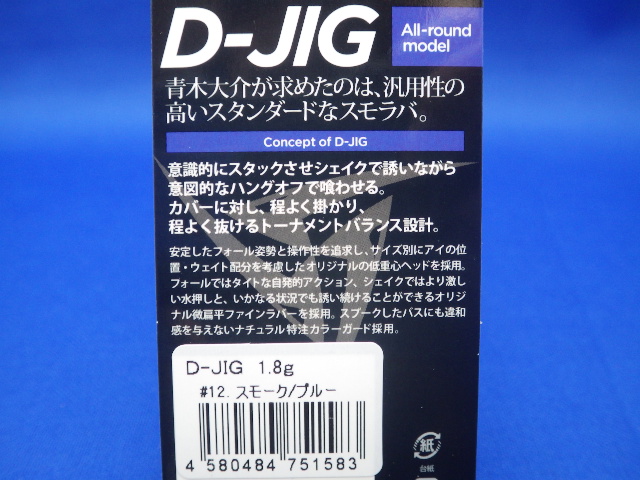 D-JIG
All-round
model
青木大介が求めたのは、汎用性の
高いスタンダードなスモラバ。
Concept of D-JIG
意識的にスタックさせシェイクで誘いながら
意図的なハングオフで喰わせる。
カバーに対し、程よく掛かり、
程よく抜けるトーナメントバランス設計。
安定したフォール姿勢と操作性を追求し、サイズ別にアイの位
置・ウェイト配分を考慮したオリジナルの低重心ヘッドを採用。
フォールではタイトな自発的アクション、シェイクではより激し
い水押しと、いかなる状況でも誘い続けることができるオリジ
ナル微扁平ファインラバーを採用。スプークしたバスにも違和
感を与えないナチュラル特注カラーガード採用。
D-JIG 1.8g
#12. スモーク/ブルー
4 580484 751583
紙
台紙